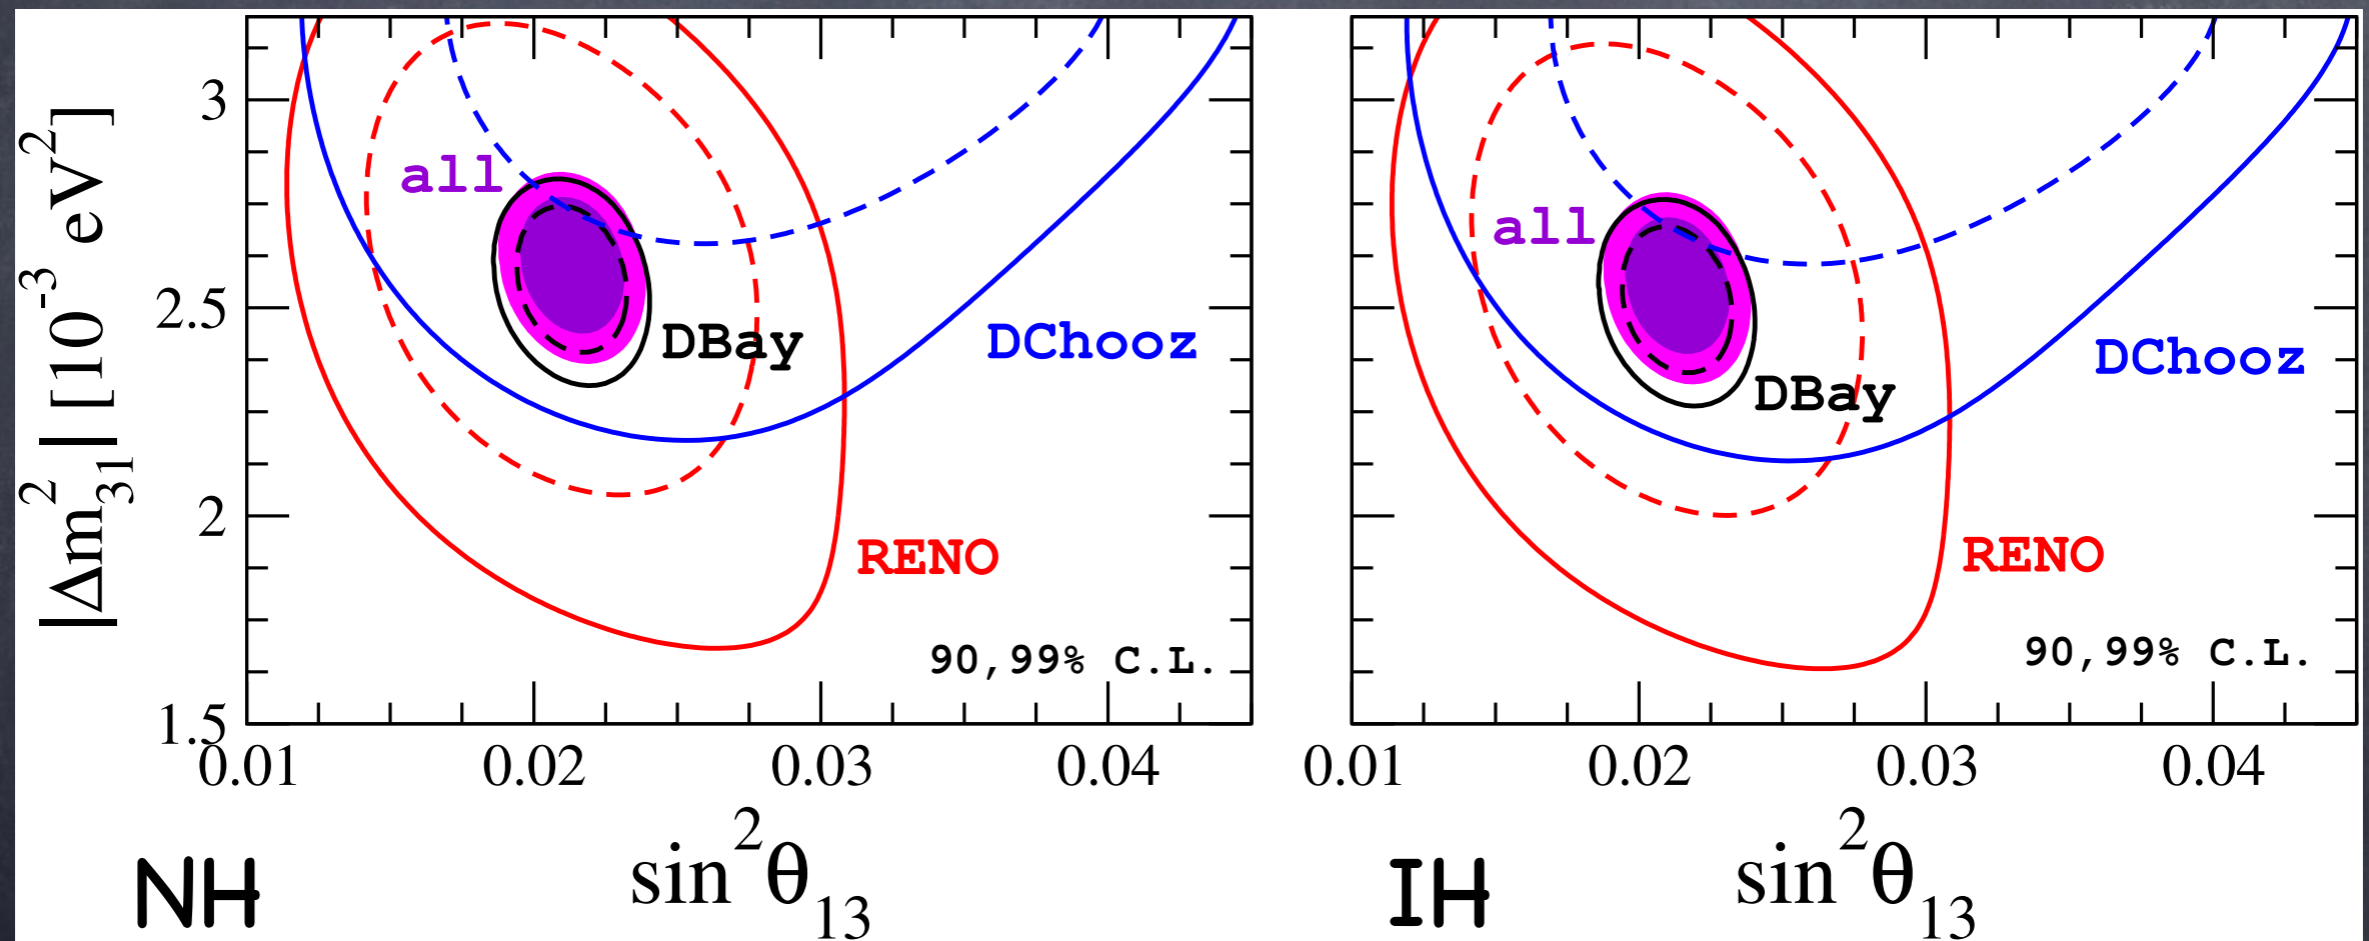 |Δm²₃₁| [10⁻³ eV²]
3
2.5
2
1.5
all
DBay
DChooz
RENO
90,99% C.L.
0.01 0.02 0.03 0.04
sin²θ₁₃
NH
all
DBay
DChooz
RENO
90,99% C.L.
0.01 0.02 0.03 0.04
sin²θ₁₃
IH